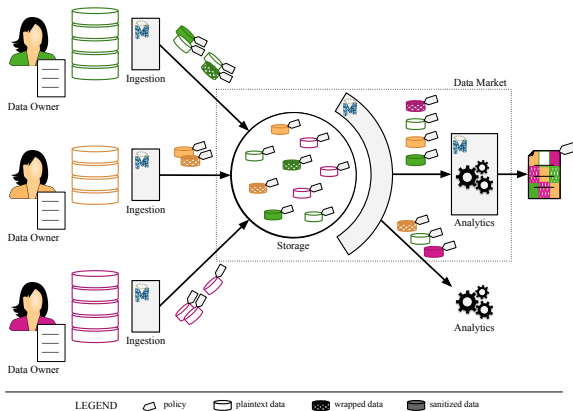 Data Market
Data Owner
Ingestion
Data Owner
Ingestion
Storage
Analytics
Data Owner
Ingestion
Analytics
LEGEND policy plaintext data wrapped data sanitized data